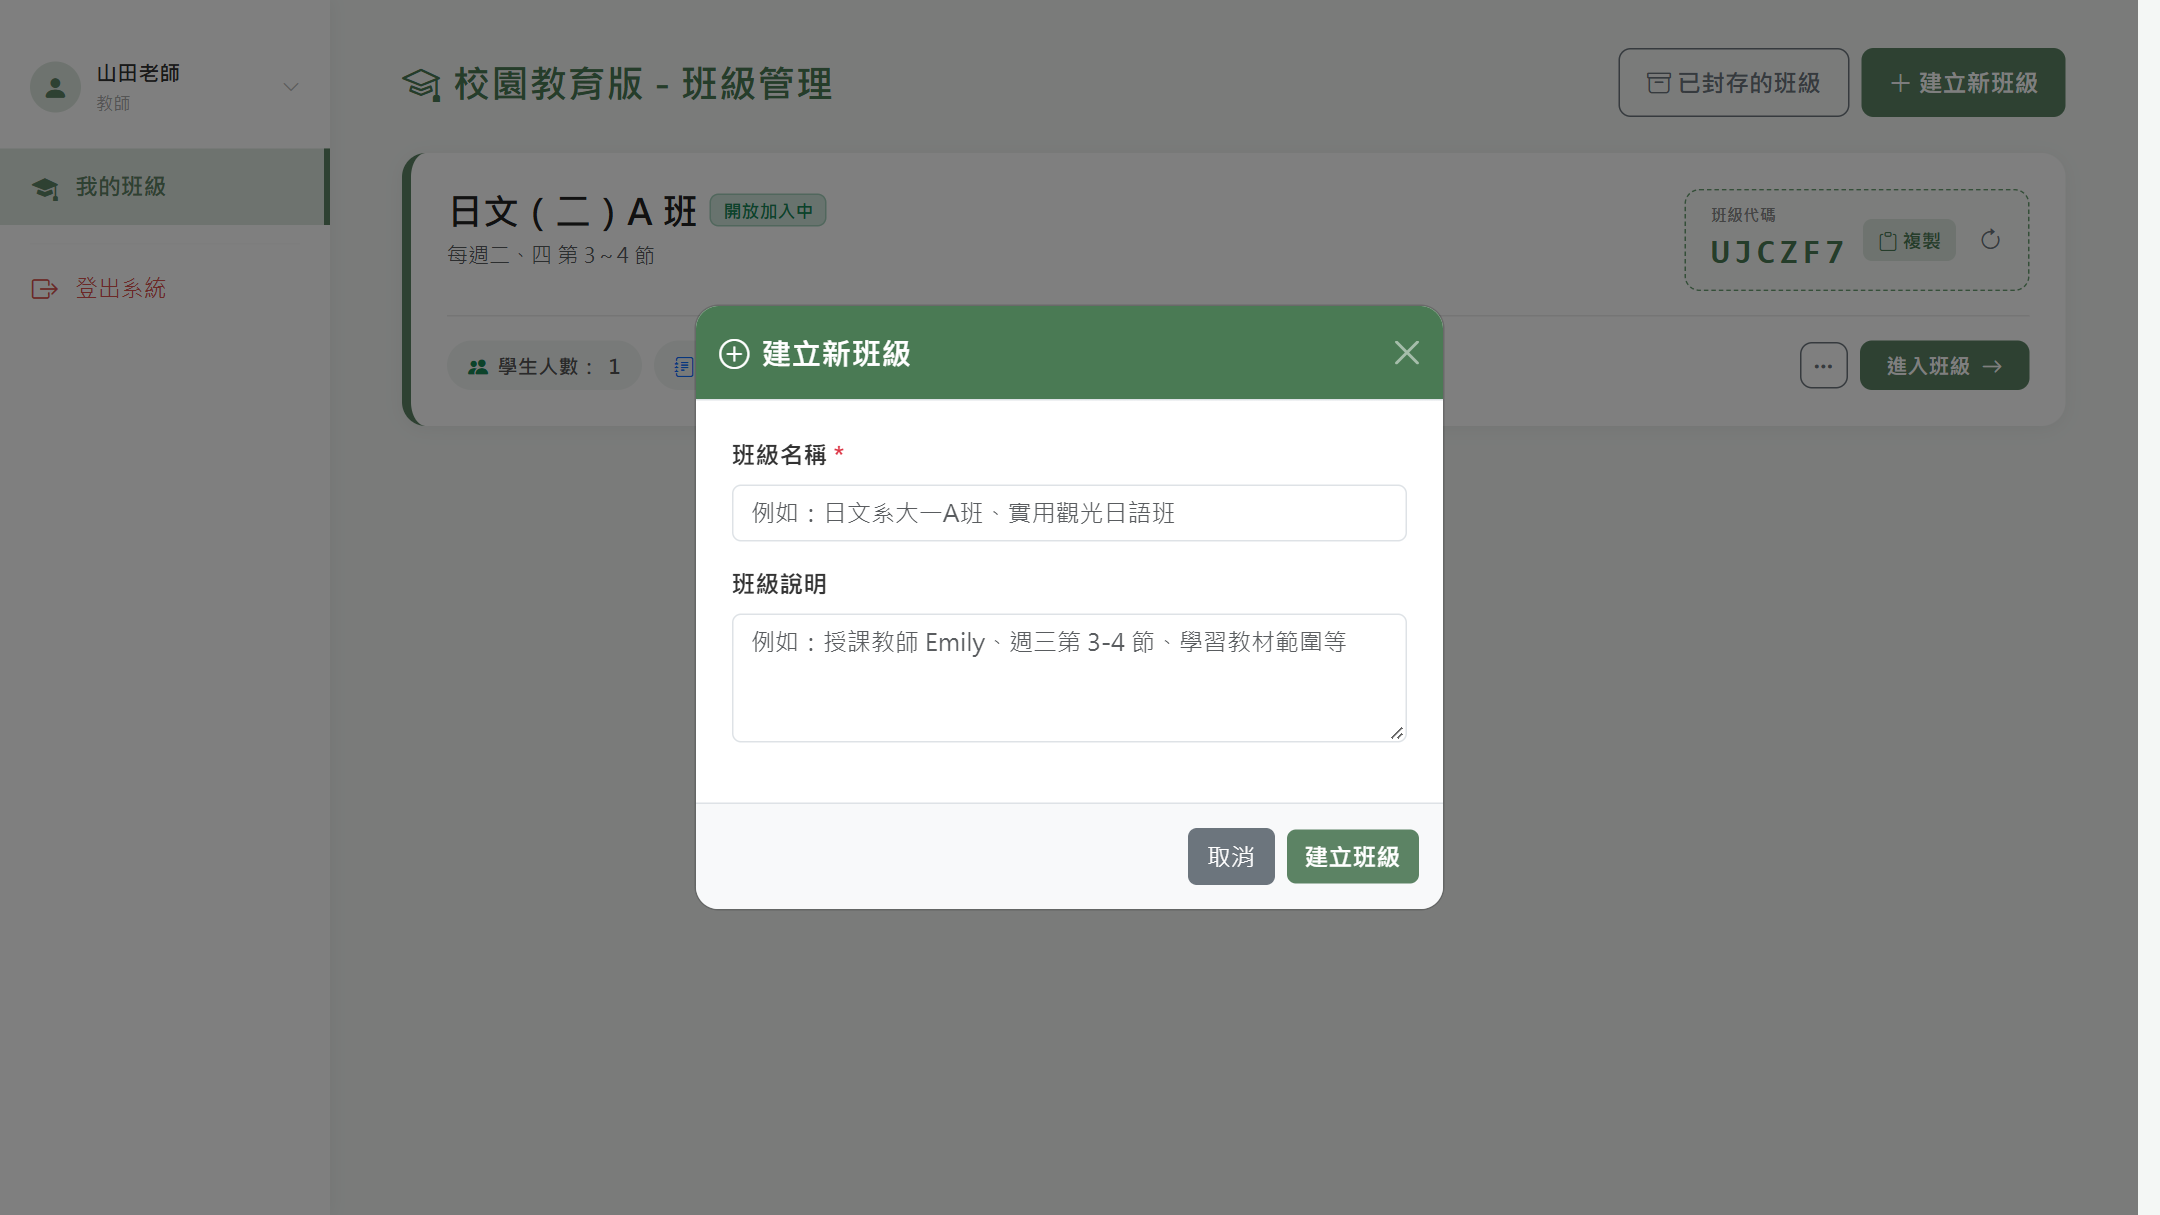 山田老師
教師
我的班級
登出系統
校園教育版 - 班級管理
已封存的班級
建立新班級
日文（二）A 班 開放加入中
每週二、四 第 3～4 節
班級代碼
UJCZF7
複製
學生人數： 1
進入班級 →
建立新班級
班級名稱 *
例如：日文系大一A班、實用觀光日語班
班級說明
例如：授課教師 Emily、週三第 3-4 節、學習教材範圍等
取消
建立班級